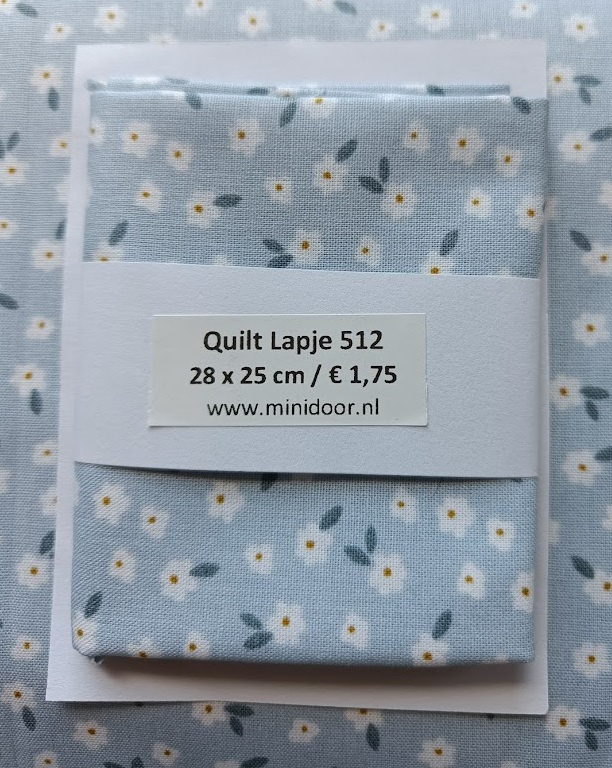 Quilt Lapje 512
28 x 25 cm / € 1,75
www.minidoor.nl